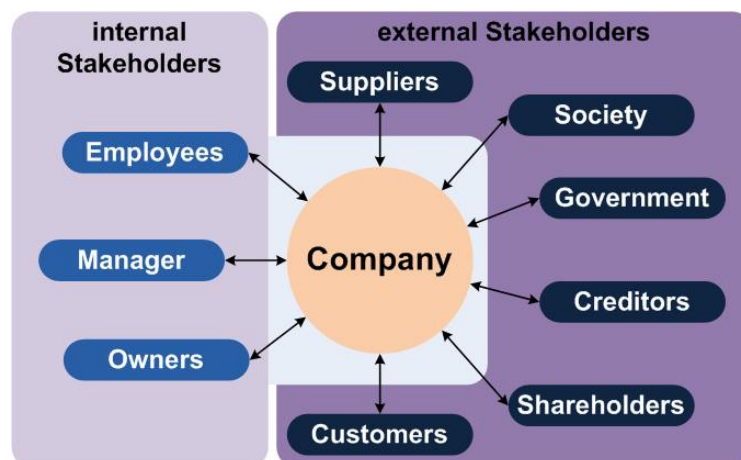 internal
Stakeholders
external Stakeholders
Suppliers
Society
Employees
Government
Manager
Company
Creditors
Owners
Shareholders
Customers